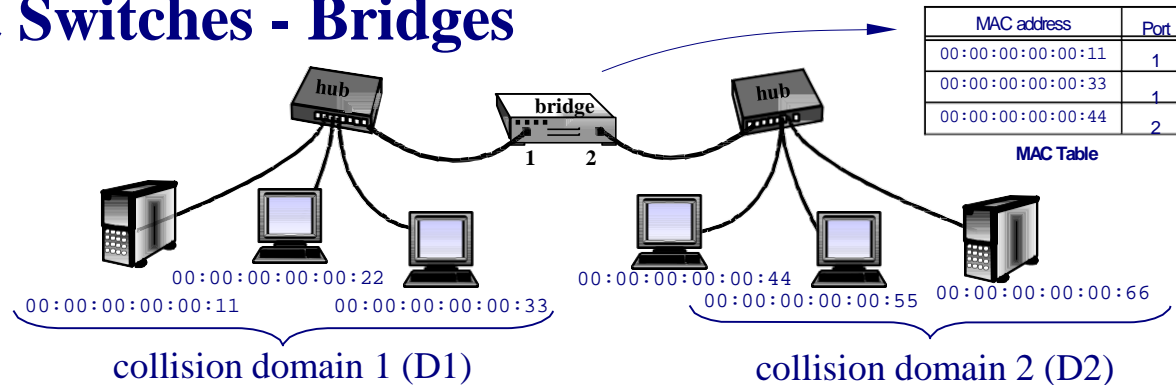 Switches - Bridges
MAC address Port
00:00:00:00:00:11 1
00:00:00:00:00:33 1
00:00:00:00:00:44 2
MAC Table
hub
bridge
hub
1 2
00:00:00:00:00:22
00:00:00:00:00:44
00:00:00:00:00:11
00:00:00:00:00:33
00:00:00:00:00:55
00:00:00:00:00:66
collision domain 1 (D1)
collision domain 2 (D2)